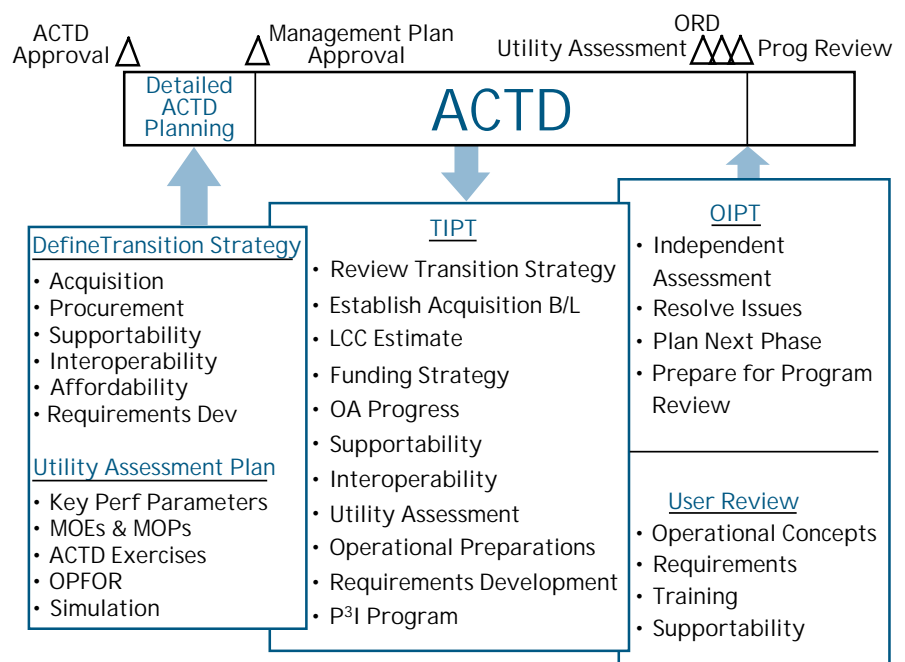 ACTD
Approval
Management Plan
Approval
ORD
Utility Assessment
Prog Review
Detailed
ACTD
Planning
ACTD
DefineTransition Strategy
• Acquisition
• Procurement
• Supportability
• Interoperability
• Affordability
• Requirements Dev
Utility Assessment Plan
• Key Perf Parameters
• MOEs & MOPs
• ACTD Exercises
• OPFOR
• Simulation
TIPT
• Review Transition Strategy
• Establish Acquisition B/L
• LCC Estimate
• Funding Strategy
• OA Progress
• Supportability
• Interoperability
• Utility Assessment
• Operational Preparations
• Requirements Development
• P³I Program
OIPT
• Independent
Assessment
• Resolve Issues
• Plan Next Phase
• Prepare for Program
Review
User Review
• Operational Concepts
• Requirements
• Training
• Supportability